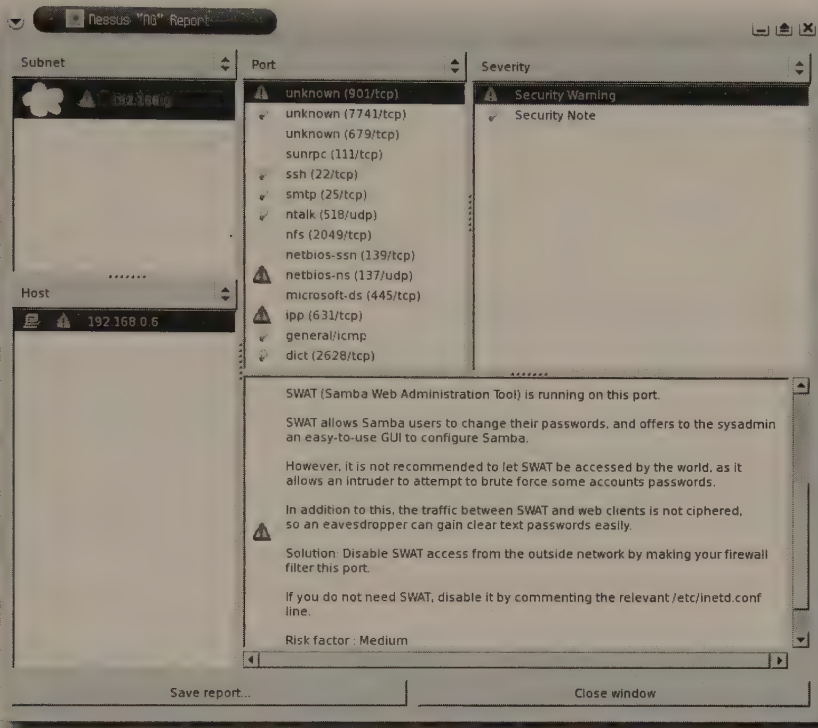 Nessus "NG" Report
Subnet
192.168.0
Host
192.168.0.6
Port
unknown (901/tcp)
unknown (7741/tcp)
unknown (679/tcp)
sunrpc (111/tcp)
ssh (22/tcp)
smtp (25/tcp)
ntalk (518/udp)
nfs (2049/tcp)
netbios-ssn (139/tcp)
netbios-ns (137/udp)
microsoft-ds (445/tcp)
ipp (631/tcp)
general/icmp
dict (2628/tcp)
Severity
Security Warning
Security Note
SWAT (Samba Web Administration Tool) is running on this port.
SWAT allows Samba users to change their passwords, and offers to the sysadmin
an easy-to-use GUI to configure Samba.
However, it is not recommended to let SWAT be accessed by the world, as it
allows an intruder to attempt to brute force some accounts passwords.
In addition to this, the traffic between SWAT and web clients is not ciphered,
so an eavesdropper can gain clear text passwords easily.
Solution: Disable SWAT access from the outside network by making your firewall
filter this port.
If you do not need SWAT, disable it by commenting the relevant /etc/inetd.conf
line.
Risk factor : Medium
Save report...
Close window